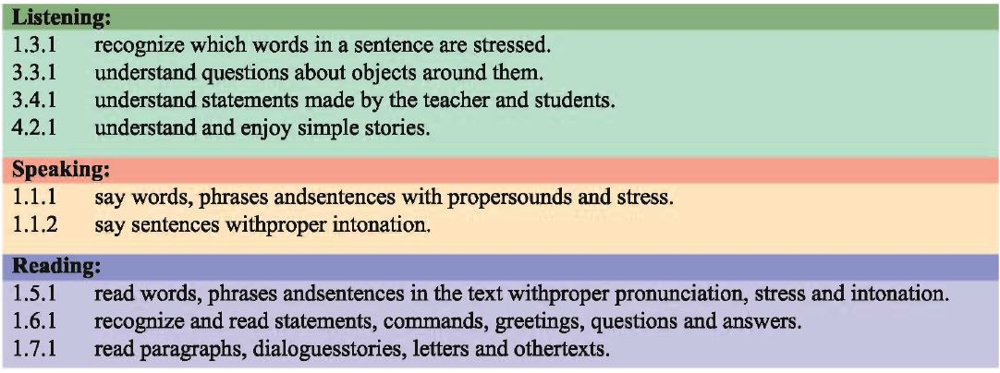 Listening:
1.3.1 recognize which words in a sentence are stressed.
3.3.1 understand questions about objects around them.
3.4.1 understand statements made by the teacher and students.
4.2.1 understand and enjoy simple stories.
Speaking:
1.1.1 say words, phrases andsentences with propersounds and stress.
1.1.2 say sentences withproper intonation.
Reading:
1.5.1 read words, phrases andsentences in the text withproper pronunciation, stress and intonation.
1.6.1 recognize and read statements, commands, greetings, questions and answers.
1.7.1 read paragraphs, dialoguesstories, letters and othertexts.